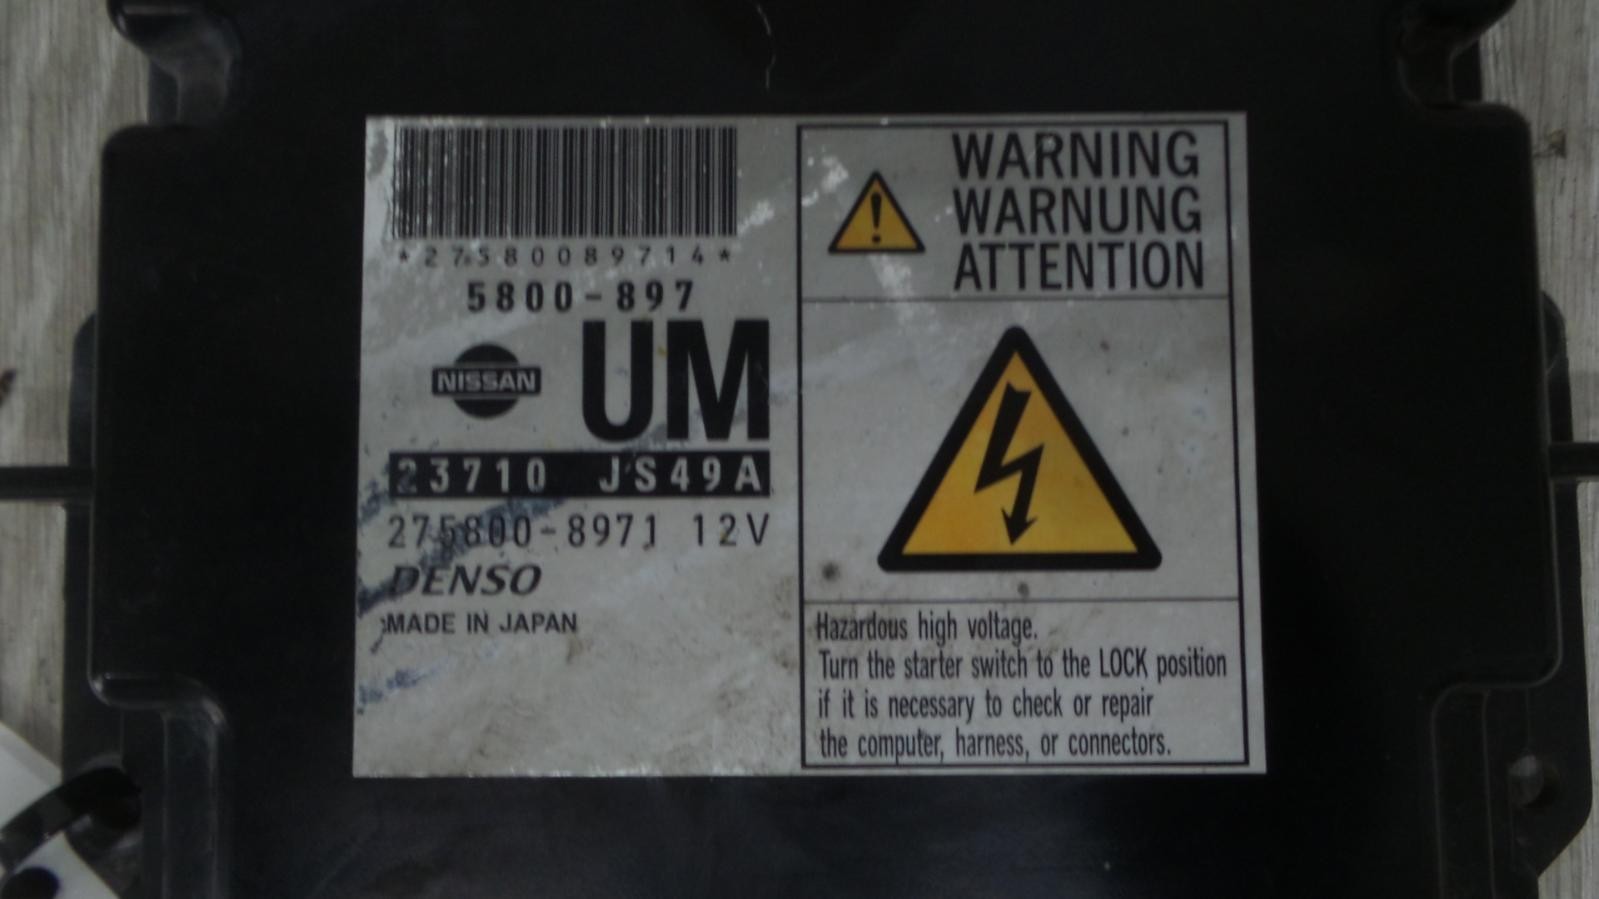 *27580089714*
5800-897
NISSAN
UM
23710 JS49A
275800-8971 12V
DENSO
MADE IN JAPAN
!
WARNING
WARNUNG
ATTENTION
Hazardous high voltage.
Turn the starter switch to the LOCK position
if it is necessary to check or repair
the computer, harness, or connectors.